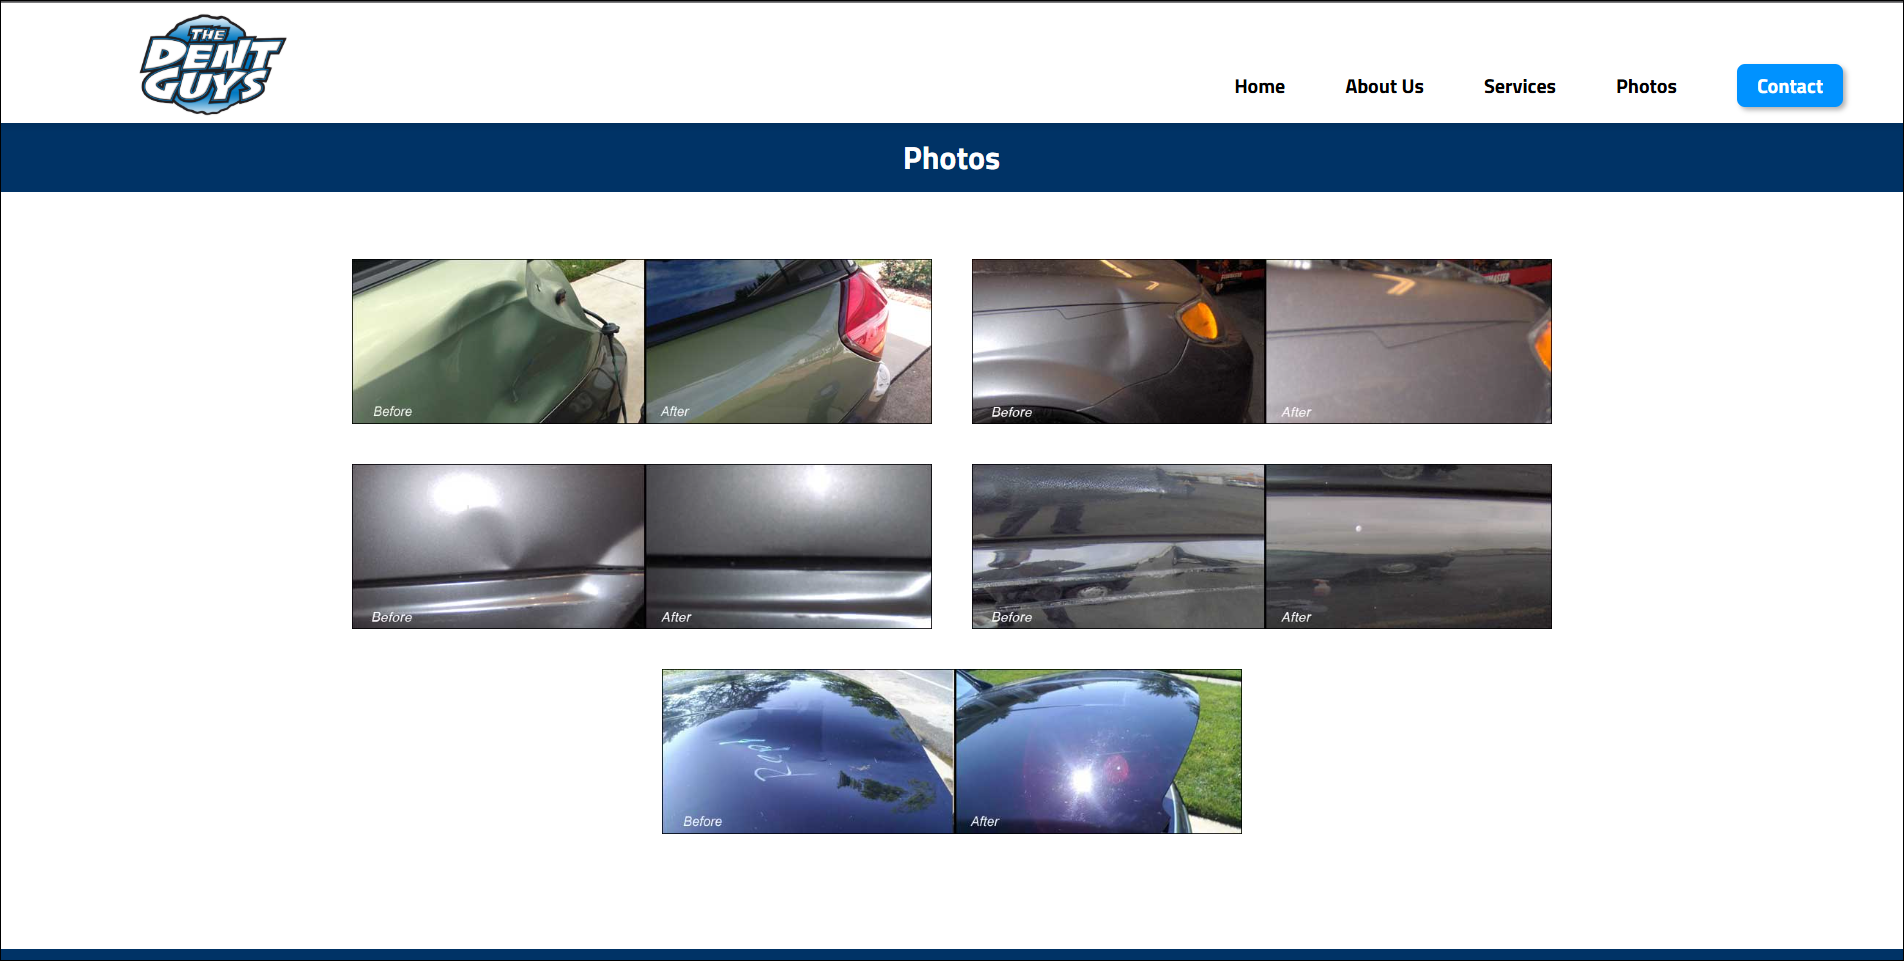 THE
DENT
GUYS
Home About Us Services Photos Contact
Photos
Before After Before After
Before After Before After
Before After